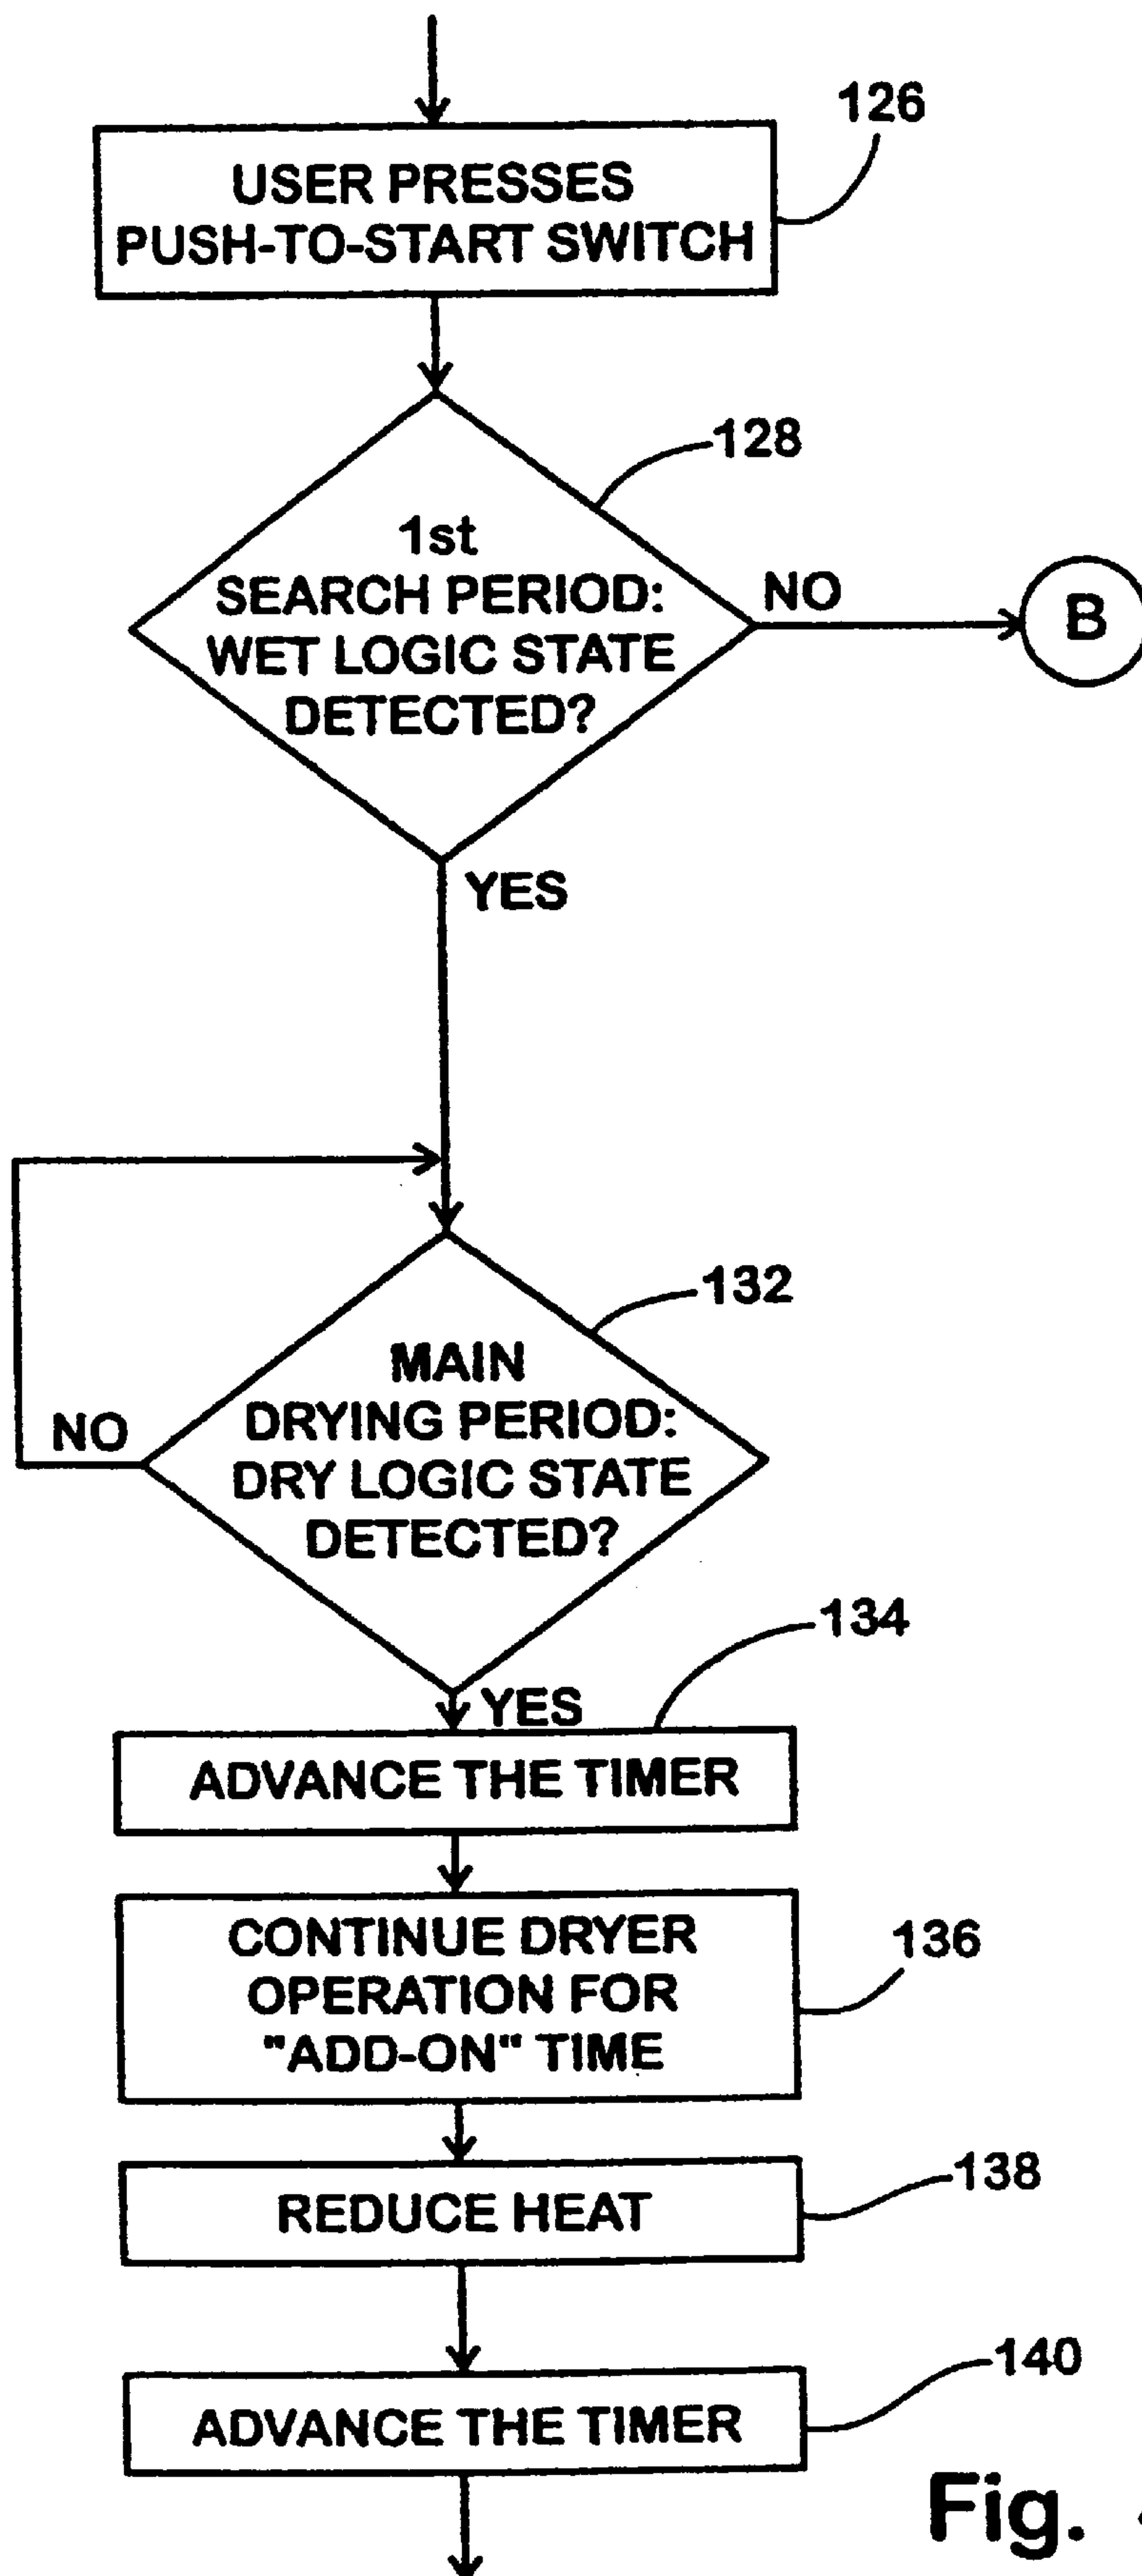 126
USER PRESSES
PUSH-TO-START SWITCH
128
1st
SEARCH PERIOD:
WET LOGIC STATE
DETECTED?
NO
B
YES
132
MAIN
DRYING PERIOD:
DRY LOGIC STATE
DETECTED?
NO
134
YES
ADVANCE THE TIMER
CONTINUE DRYER
OPERATION FOR
"ADD-ON" TIME
136
138
REDUCE HEAT
140
ADVANCE THE TIMER
Fig.